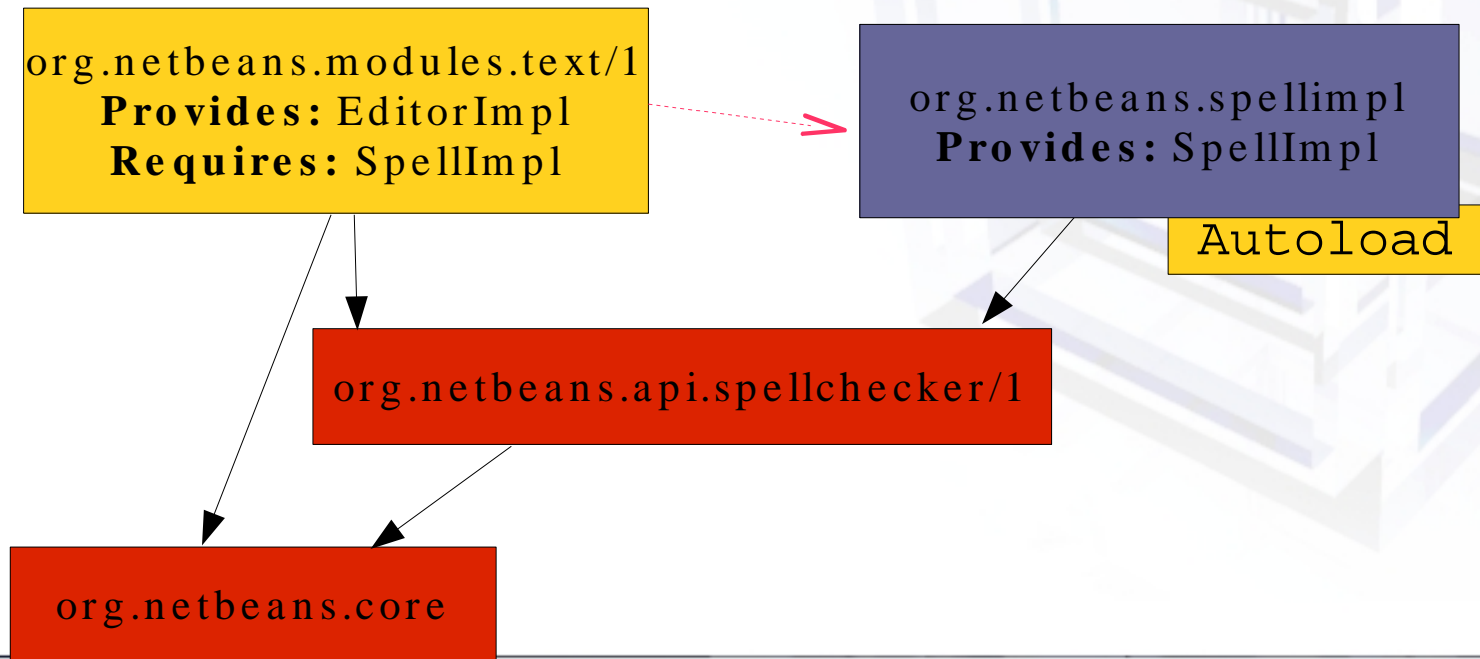 org.netbeans.modules.text/1
Provides: EditorImpl
Requires: SpellImpl
org.netbeans.spellimpl
Provides: SpellImpl
Autoload
org.netbeans.api.spellchecker/1
org.netbeans.core